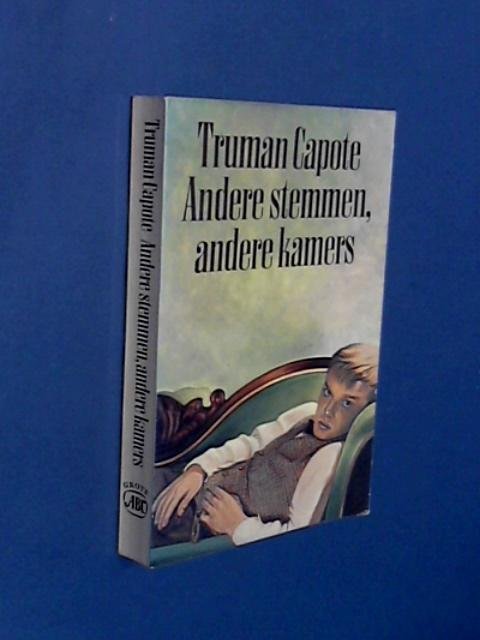 Truman Capote
Andere stemmen,
andere kamers
Truman Capote Andere stemmen, andere kamers
GROTE
ABC